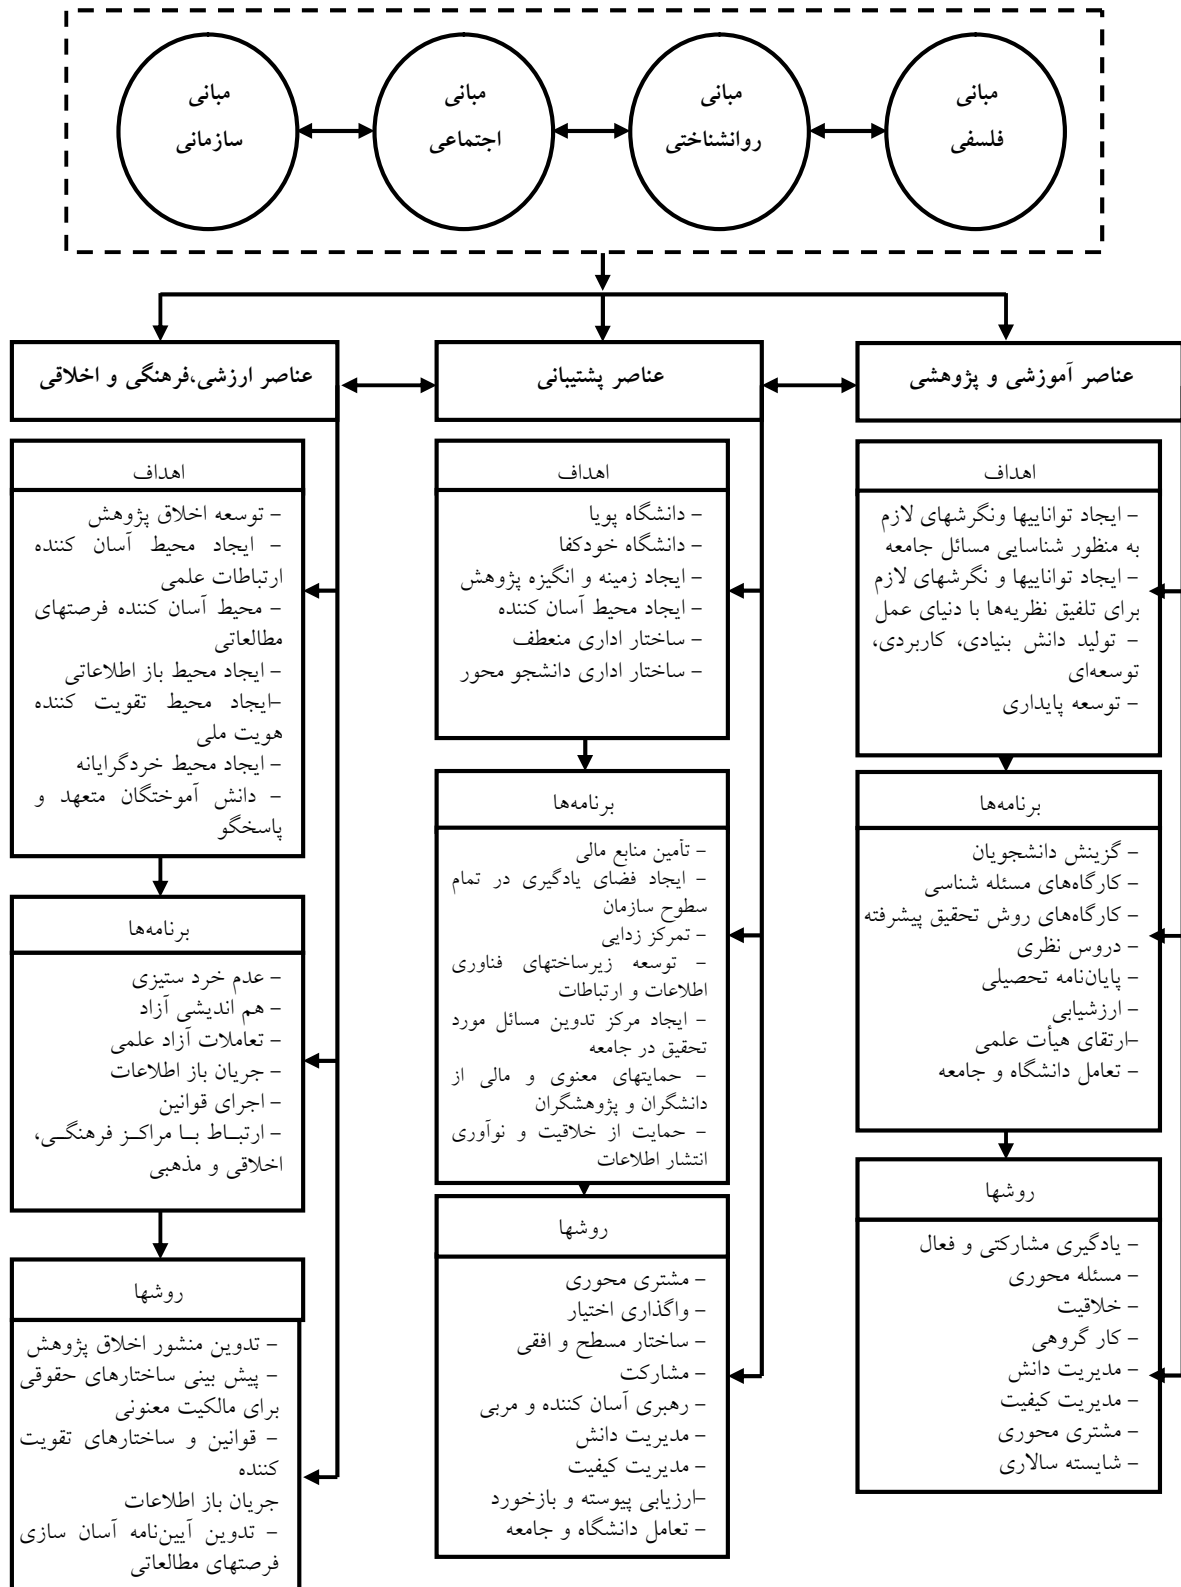 مبانی
فلسفی
مبانی
روانشناختی
مبانی
اجتماعی
مبانی
سازمانی
عناصر آموزشی و پژوهشی
اهداف
– ایجاد تواناییها ونگرشهای لازم
به منظور شناسایی مسائل جامعه
– ایجاد تواناییها و نگرشهای لازم
برای تلفیق نظریه‌ها با دنیای عمل
– تولید دانش بنیادی، کاربردی،
توسعه‌ای
– توسعه پایداری
برنامه‌ها
– گزینش دانشجویان
– کارگاه‌های مسئله شناسی
– کارگاه‌های روش تحقیق پیشرفته
– دروس نظری
– پایان‌نامه تحصیلی
– ارزشیابی
–ارتقای هیأت علمی
– تعامل دانشگاه و جامعه
روشها
– یادگیری مشارکتی و فعال
– مسئله محوری
– خلاقیت
– کار گروهی
– مدیریت دانش
– مدیریت کیفیت
– مشتری محوری
– شایسته سالاری
عناصر پشتیبانی
اهداف
– دانشگاه پویا
– دانشگاه خودکفا
– ایجاد زمینه و انگیزه پژوهش
– ایجاد محیط آسان کننده
– ساختار اداری منعطف
– ساختار اداری دانشجو محور
برنامه‌ها
– تأمین منابع مالی
– ایجاد فضای یادگیری در تمام
سطوح سازمان
– تمرکز زدایی
– توسعه زیرساختهای فناوری
اطلاعات و ارتباطات
– ایجاد مرکز تدوین مسائل مورد
تحقیق در جامعه
– حمایتهای معنوی و مالی از
دانشگران و پژوهشگران
– حمایت از خلاقیت و نوآوری
انتشار اطلاعات
روشها
– مشتری محوری
– واگذاری اختیار
– ساختار مسطح و افقی
– مشارکت
– رهبری آسان کننده و مربی
– مدیریت دانش
– مدیریت کیفیت
–ارزیابی پیوسته و بازخورد
– تعامل دانشگاه و جامعه
عناصر ارزشی،فرهنگی و اخلاقی
اهداف
– توسعه اخلاق پژوهش
– ایجاد محیط آسان کننده
ارتباطات علمی
– محیط آسان کننده فرصتهای
مطالعاتی
– ایجاد محیط باز اطلاعاتی
–ایجاد محیط تقویت کننده
هویت ملی
– ایجاد محیط خردگرایانه
– دانش آموختگان متعهد و
پاسخگو
برنامه‌ها
– عدم خرد ستیزی
– هم اندیشی آزاد
– تعاملات آزاد علمی
– جریان باز اطلاعات
– اجرای قوانین
– ارتباط با مراکز فرهنگی،
اخلاقی و مذهبی
روشها
– تدوین منشور اخلاق پژوهش
– پیش بینی ساختارهای حقوقی
برای مالکیت معنونی
– قوانین و ساختارهای تقویت
کننده
جریان باز اطلاعات
– تدوین آیین‌نامه آسان سازی
فرصتهای مطالعاتی